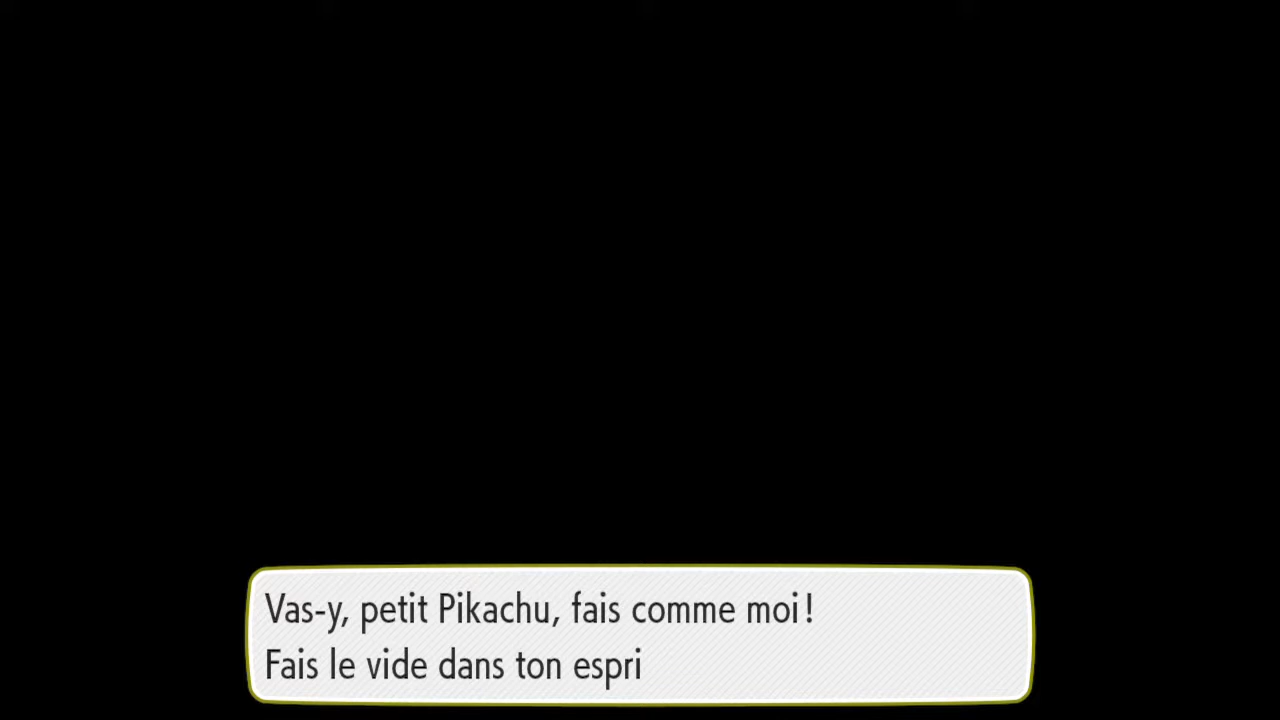 Vas-y, petit Pikachu, fais comme moi !
Fais le vide dans ton espri